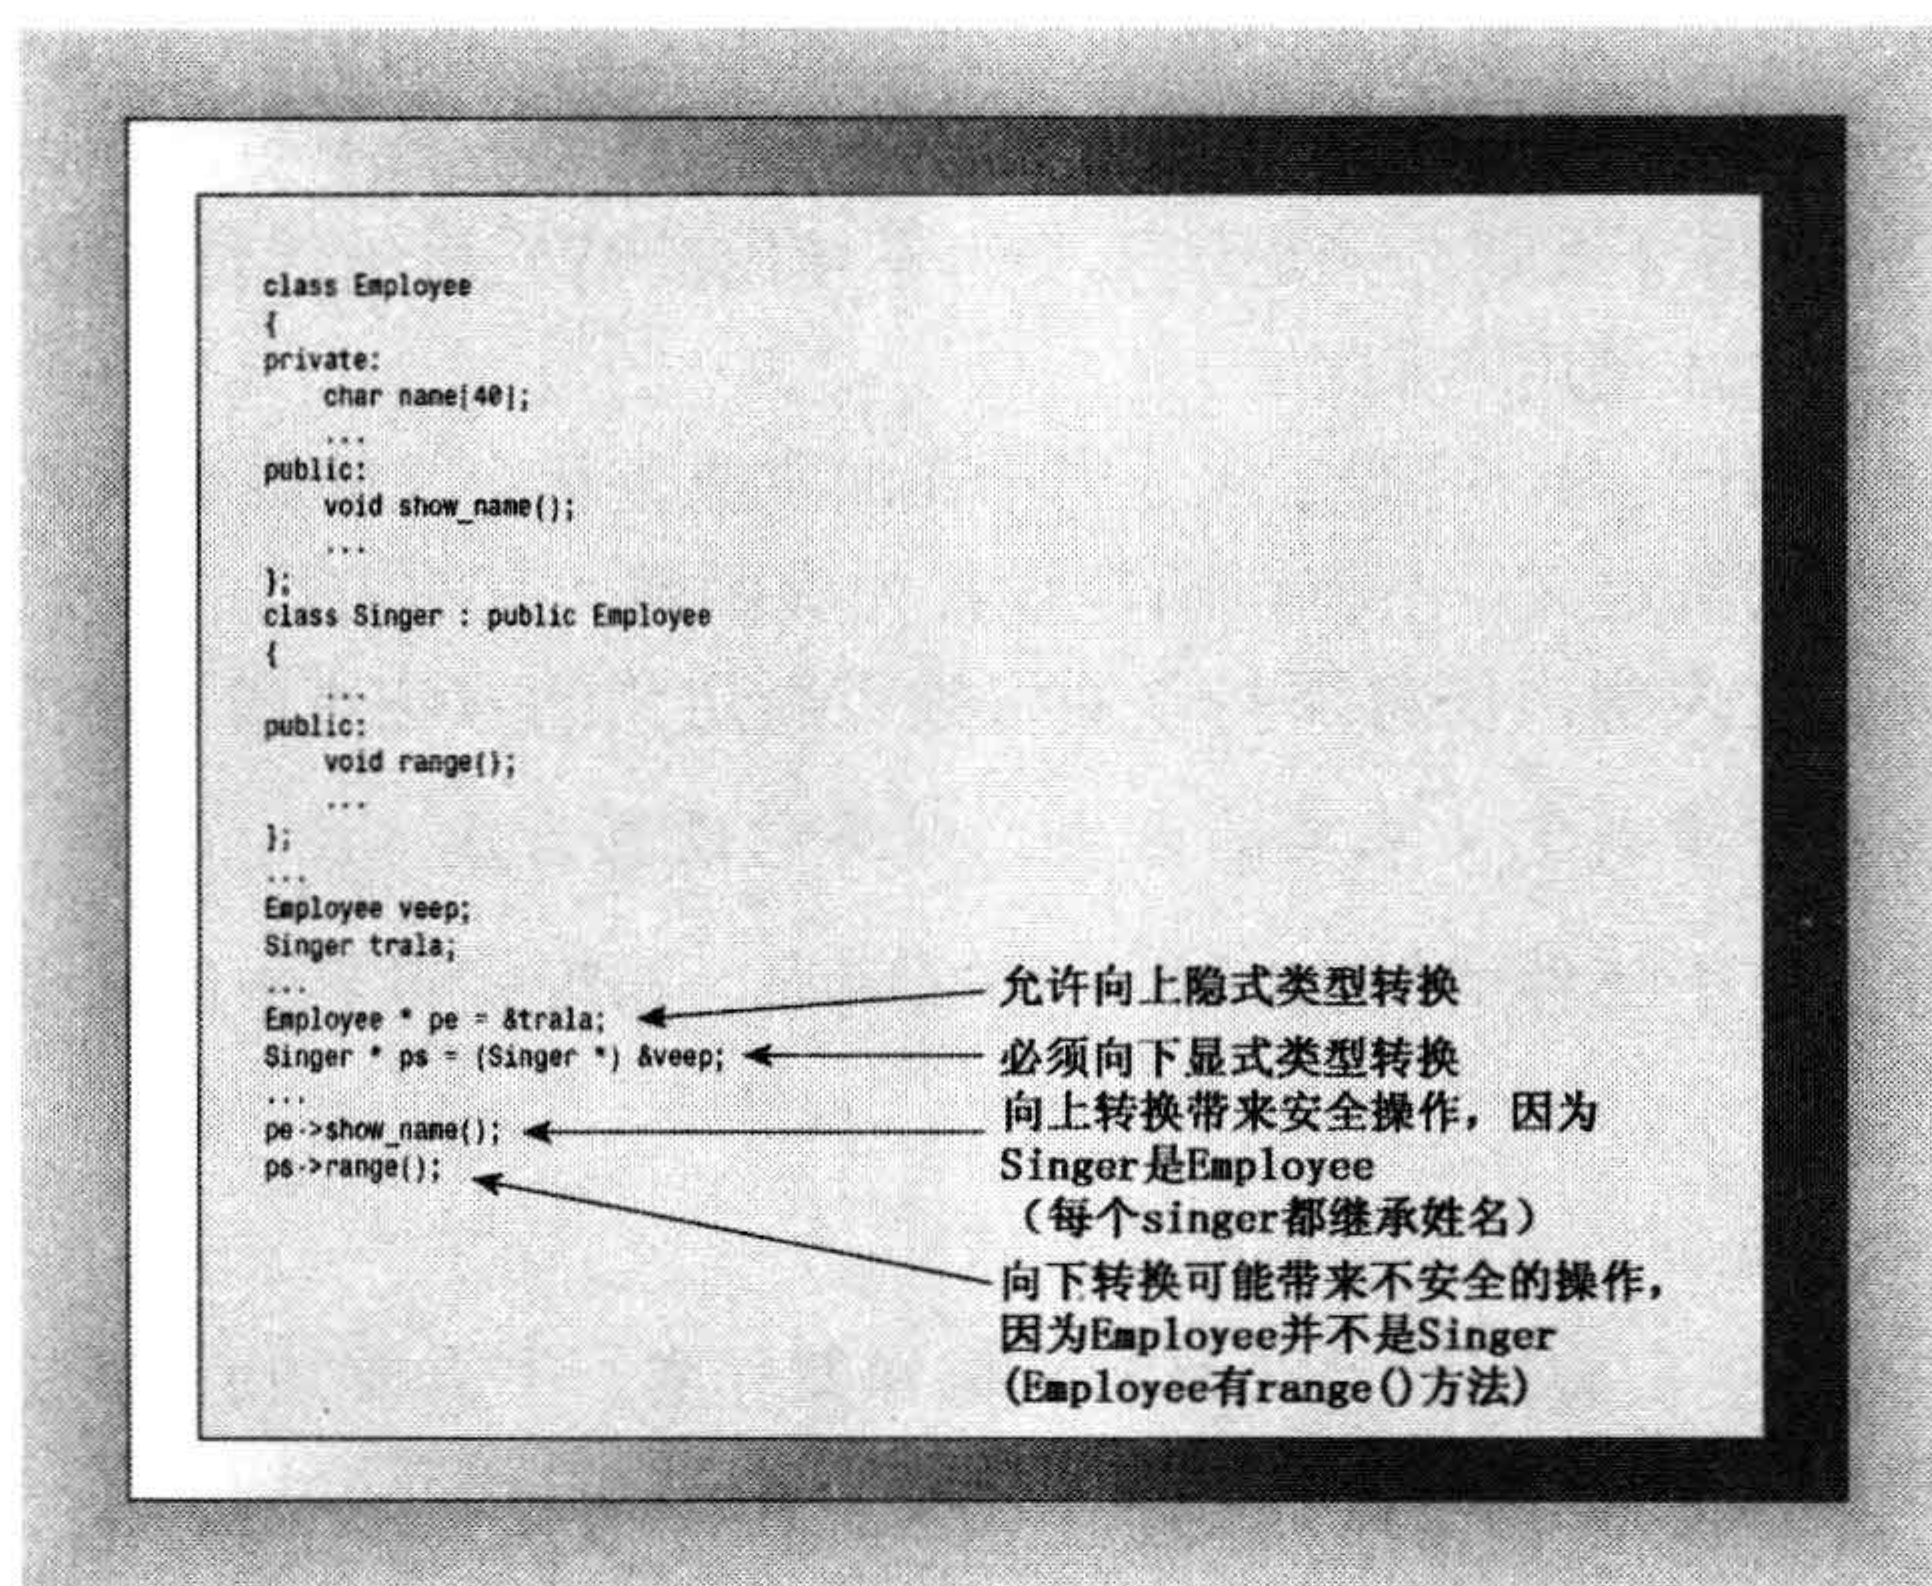 class Employee
{
private:
char name[40];
...
public:
void show_name();
...
};
class Singer : public Employee
{
...
public:
void range();
...
};
...
Employee veep;
Singer trala;
...
Employee * pe = &trala;
允许向上隐式类型转换
Singer * ps = (Singer *) &veep;
必须向下显式类型转换
...
pe->show_name();
向上转换带来安全操作，因为
Singer是Employee
（每个singer都继承姓名）
ps->range();
向下转换可能带来不安全的操作，
因为Employee并不是Singer
(Employee有range()方法)